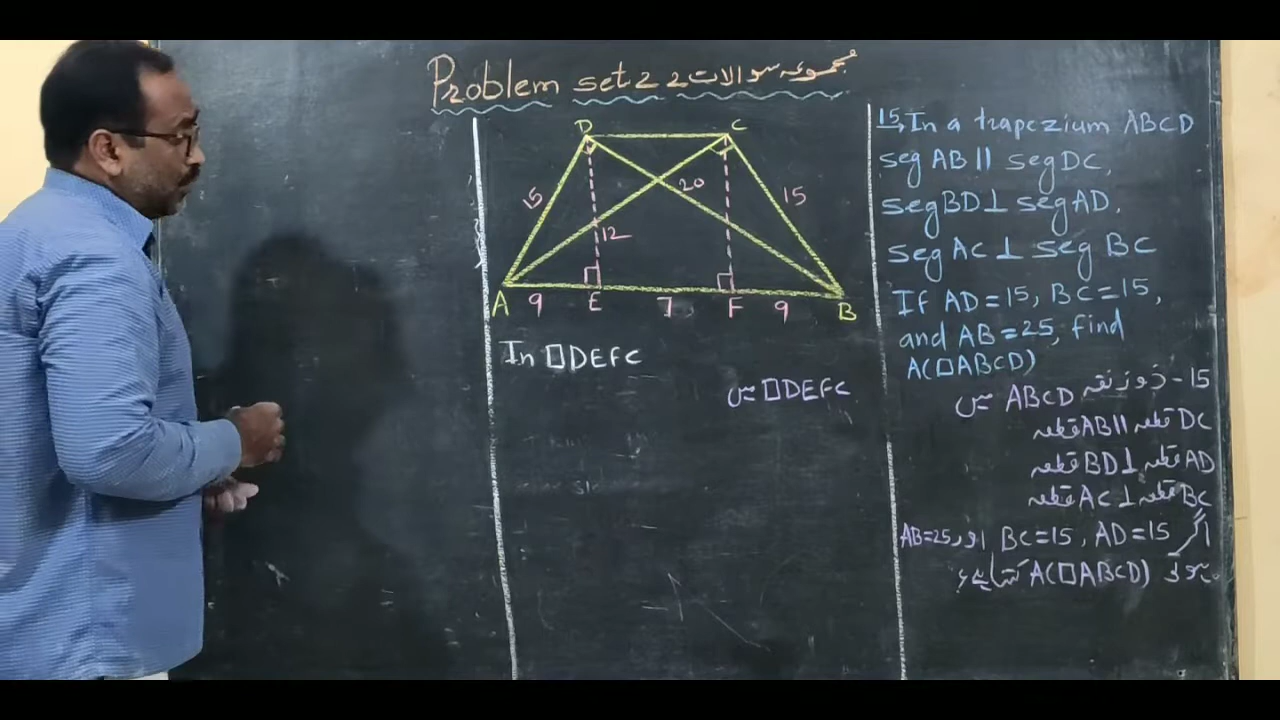 Problem set 2 2 مجموعہ سوالات
D C
15 20 15
12
A 9 E 7 F 9 B
In □DEFC
□DEFC میں
15, In a trapezium ABCD
seg AB || seg DC,
seg BD ⊥ seg AD,
seg AC ⊥ seg BC
If AD = 15, BC = 15,
and AB = 25, find
A(□ABCD)
15 - ذوزنقہ ABCD میں
قطعہ AB || قطعہ DC
قطعہ BD ⊥ قطعہ AD
قطعہ AC ⊥ قطعہ BC
اگر AD = 15 , BC = 15 اور AB = 25
A(□ABCD)